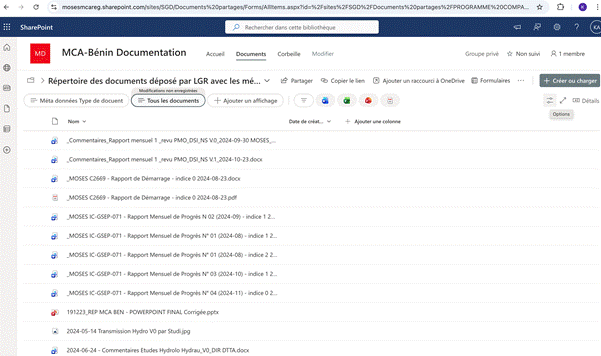 mosesmcareg.sharepoint.com/sites/SGD/Documents%20partages/Forms/AllItems.aspx?id=%2Fsites%2FSGD%2FDocuments%20partages%2FPROGRAMME%20COMPA...
SharePoint
Rechercher dans cette bibliothèque
KA
MD
MCA-Bénin Documentation
Accueil
Documents
Corbeille
Modifier
Groupe privé
Non suivi
1 membre
Répertoire des documents déposé par LGR avec les mé...
Partager
Copier le lien
Ajouter un raccourci à OneDrive
Formulaires
Créer ou charger
Modifications non enregistrées
Méta données Type de docuent
Tous les documents
Ajouter un affichage
Détails
Options
Nom
Date de créat...
Ajouter une colonne
_Commentaires_Rapport mensuel 1 _revu PMO_DSI_NS V.0_2024-09-30 MOSES_...
_Commentaires_Rapport mensuel 1 _revu PMO_DSI_NS V.1_2024-10-23.docx
_MOSES C2669 - Rapport de Démarrage - indice 0 2024-08-23.docx
_MOSES C2669 - Rapport de Démarrage - indice 0 2024-08-23.pdf
_MOSES IC-GSEP-071 - Rapport Mensuel de Progrès N 02 (2024-09) - indice 1 2...
_MOSES IC-GSEP-071 - Rapport Mensuel de Progrès N° 01 (2024-08) - indice 1 2...
_MOSES IC-GSEP-071 - Rapport Mensuel de Progrès N° 01 (2024-08) - indice 2 2...
_MOSES IC-GSEP-071 - Rapport Mensuel de Progrès N° 03 (2024-10) - indice 1 2...
_MOSES IC-GSEP-071 - Rapport Mensuel de Progrès N° 04 (2024-11) - indice 0 2...
191223_REP MCA BEN - POWERPOINT FINAL Corrigée.pptx
2024-05-14 Transmission Hydro V0 par Studi.jpg
2024-06-24 - Commentaires Etudes Hydrolo Hydrau_V0_DIR DTTA.docx